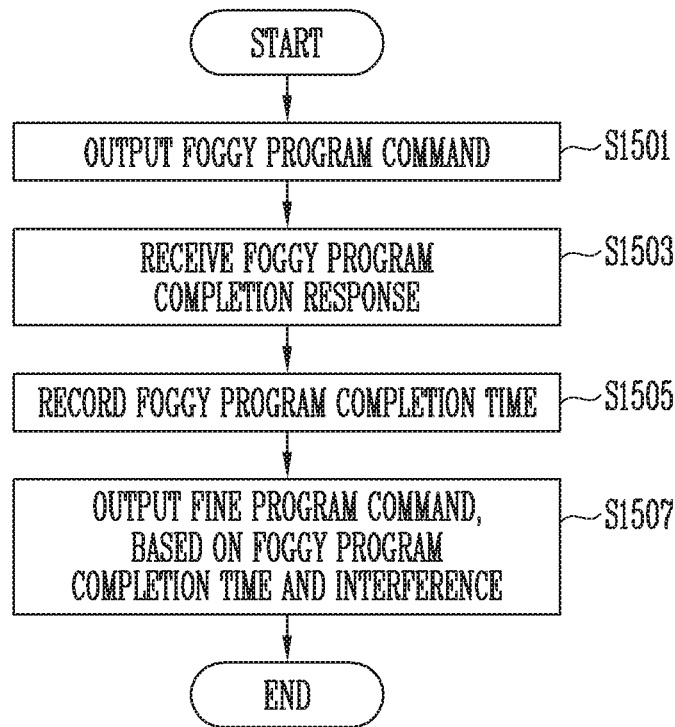 START
OUTPUT FOGGY PROGRAM COMMAND
S1501
RECEIVE FOGGY PROGRAM
COMPLETION RESPONSE
S1503
RECORD FOGGY PROGRAM COMPLETION TIME
S1505
OUTPUT FINE PROGRAM COMMAND,
BASED ON FOGGY PROGRAM
COMPLETION TIME AND INTERFERENCE
S1507
END